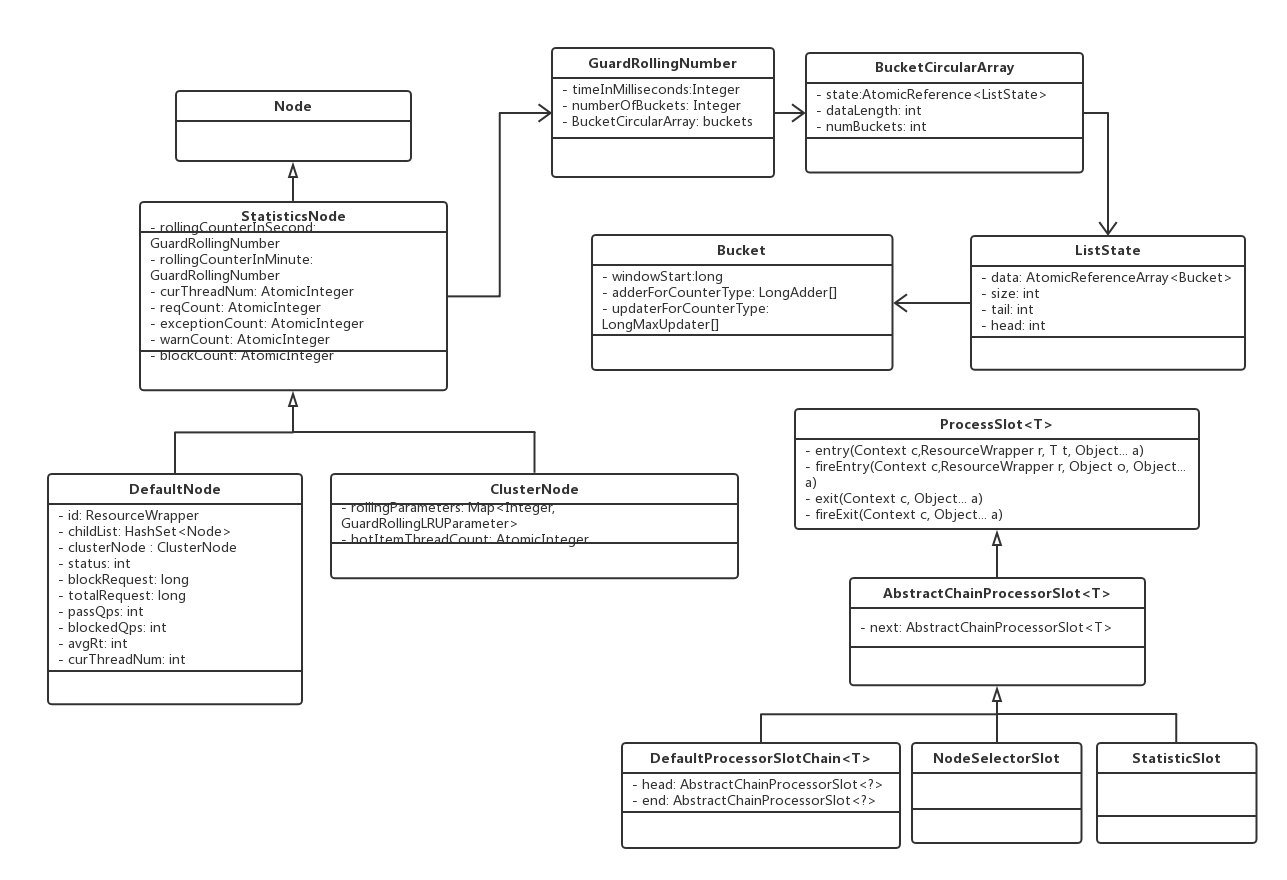 Node
StatisticsNode
- rollingCounterInSecond:
GuardRollingNumber
- rollingCounterInMinute:
GuardRollingNumber
- curThreadNum: AtomicInteger
- reqCount: AtomicInteger
- exceptionCount: AtomicInteger
- warnCount: AtomicInteger
- blockCount: AtomicInteger
GuardRollingNumber
- timeInMilliseconds:Integer
- numberOfBuckets: Integer
- BucketCircularArray: buckets
BucketCircularArray
- state:AtomicReference<ListState>
- dataLength: int
- numBuckets: int
Bucket
- windowStart:long
- adderForCounterType: LongAdder[]
- updaterForCounterType:
LongMaxUpdater[]
ListState
- data: AtomicReferenceArray<Bucket>
- size: int
- tail: int
- head: int
DefaultNode
- id: ResourceWrapper
- childList: HashSet<Node>
- clusterNode : ClusterNode
- status: int
- blockRequest: long
- totalRequest: long
- passQps: int
- blockedQps: int
- avgRt: int
- curThreadNum: int
ClusterNode
- rollingParameters: Map<Integer,
GuardRollingLRUParameter>
- hotItemThreadCount: AtomicInteger
ProcessSlot<T>
- entry(Context c,ResourceWrapper r, T t, Object... a)
- fireEntry(Context c,ResourceWrapper r, Object o, Object...
a)
- exit(Context c, Object... a)
- fireExit(Context c, Object... a)
AbstractChainProcessorSlot<T>
- next: AbstractChainProcessorSlot<T>
DefaultProcessorSlotChain<T>
- head: AbstractChainProcessorSlot<?>
- end: AbstractChainProcessorSlot<?>
NodeSelectorSlot
StatisticSlot